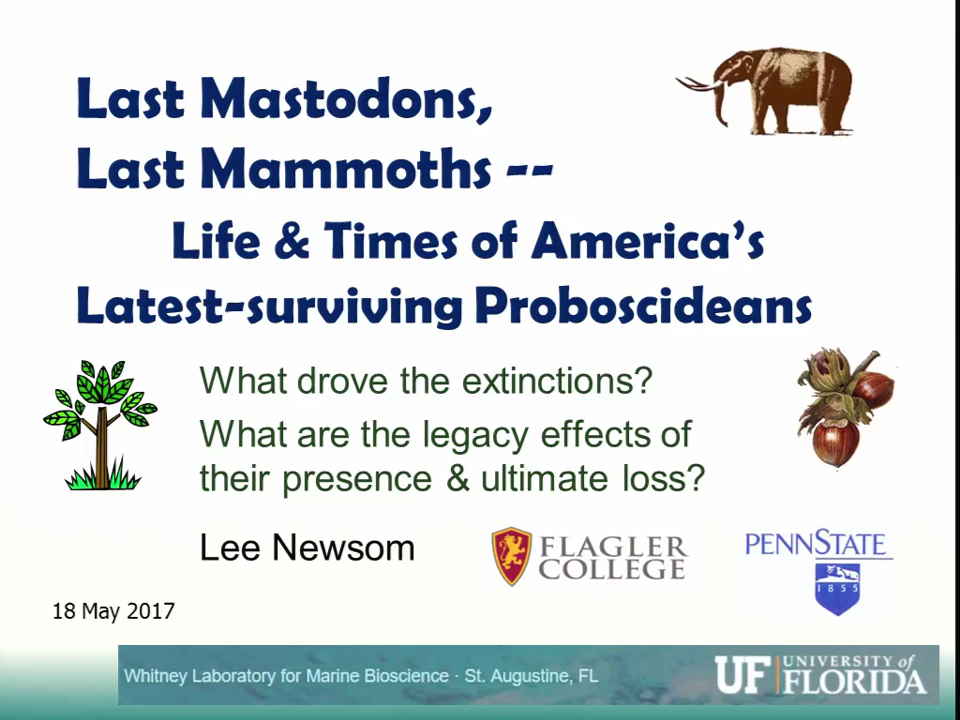 Last Mastodons,
Last Mammoths --
Life & Times of America’s
Latest-surviving Proboscideans
What drove the extinctions?
What are the legacy effects of
their presence & ultimate loss?
Lee Newsom
FLAGLER
COLLEGE
PENNSTATE
1855
18 May 2017
Whitney Laboratory for Marine Bioscience · St. Augustine, FL
UF UNIVERSITY of
FLORIDA